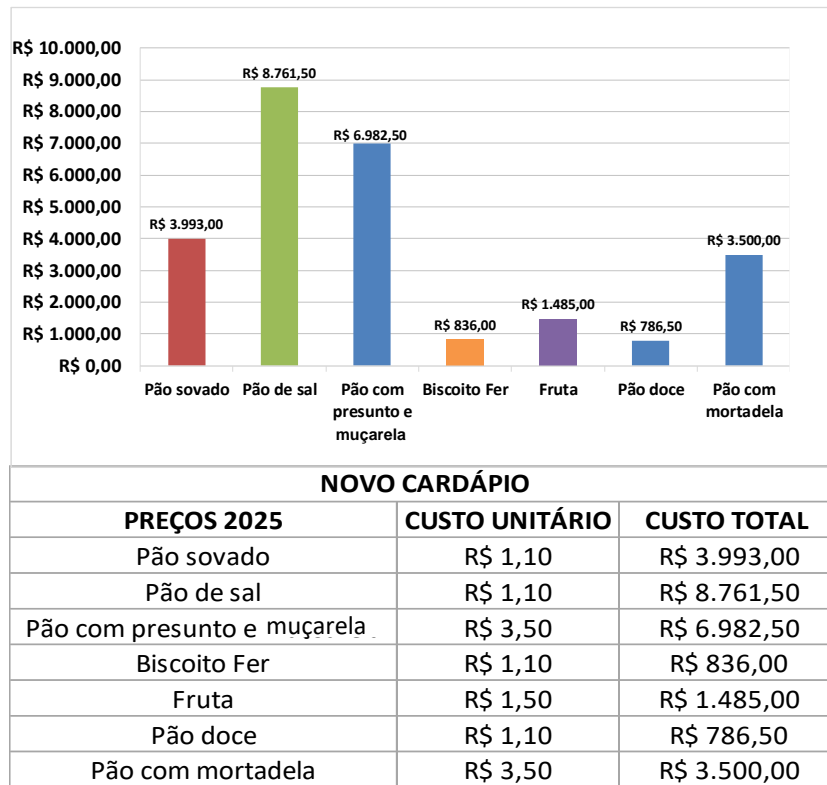 R$ 10.000,00
R$ 9.000,00
R$ 8.000,00
R$ 7.000,00
R$ 6.000,00
R$ 5.000,00
R$ 4.000,00
R$ 3.000,00
R$ 2.000,00
R$ 1.000,00
R$ 0,00
R$ 3.993,00
R$ 8.761,50
R$ 6.982,50
R$ 836,00
R$ 1.485,00
R$ 786,50
R$ 3.500,00
Pão sovado
Pão de sal
Pão com
presunto e
muçarela
Biscoito Fer
Fruta
Pão doce
Pão com
mortadela
NOVO CARDÁPIO
PREÇOS 2025 CUSTO UNITÁRIO CUSTO TOTAL
Pão sovado R$ 1,10 R$ 3.993,00
Pão de sal R$ 1,10 R$ 8.761,50
Pão com presunto e muçarela R$ 3,50 R$ 6.982,50
Biscoito Fer R$ 1,10 R$ 836,00
Fruta R$ 1,50 R$ 1.485,00
Pão doce R$ 1,10 R$ 786,50
Pão com mortadela R$ 3,50 R$ 3.500,00